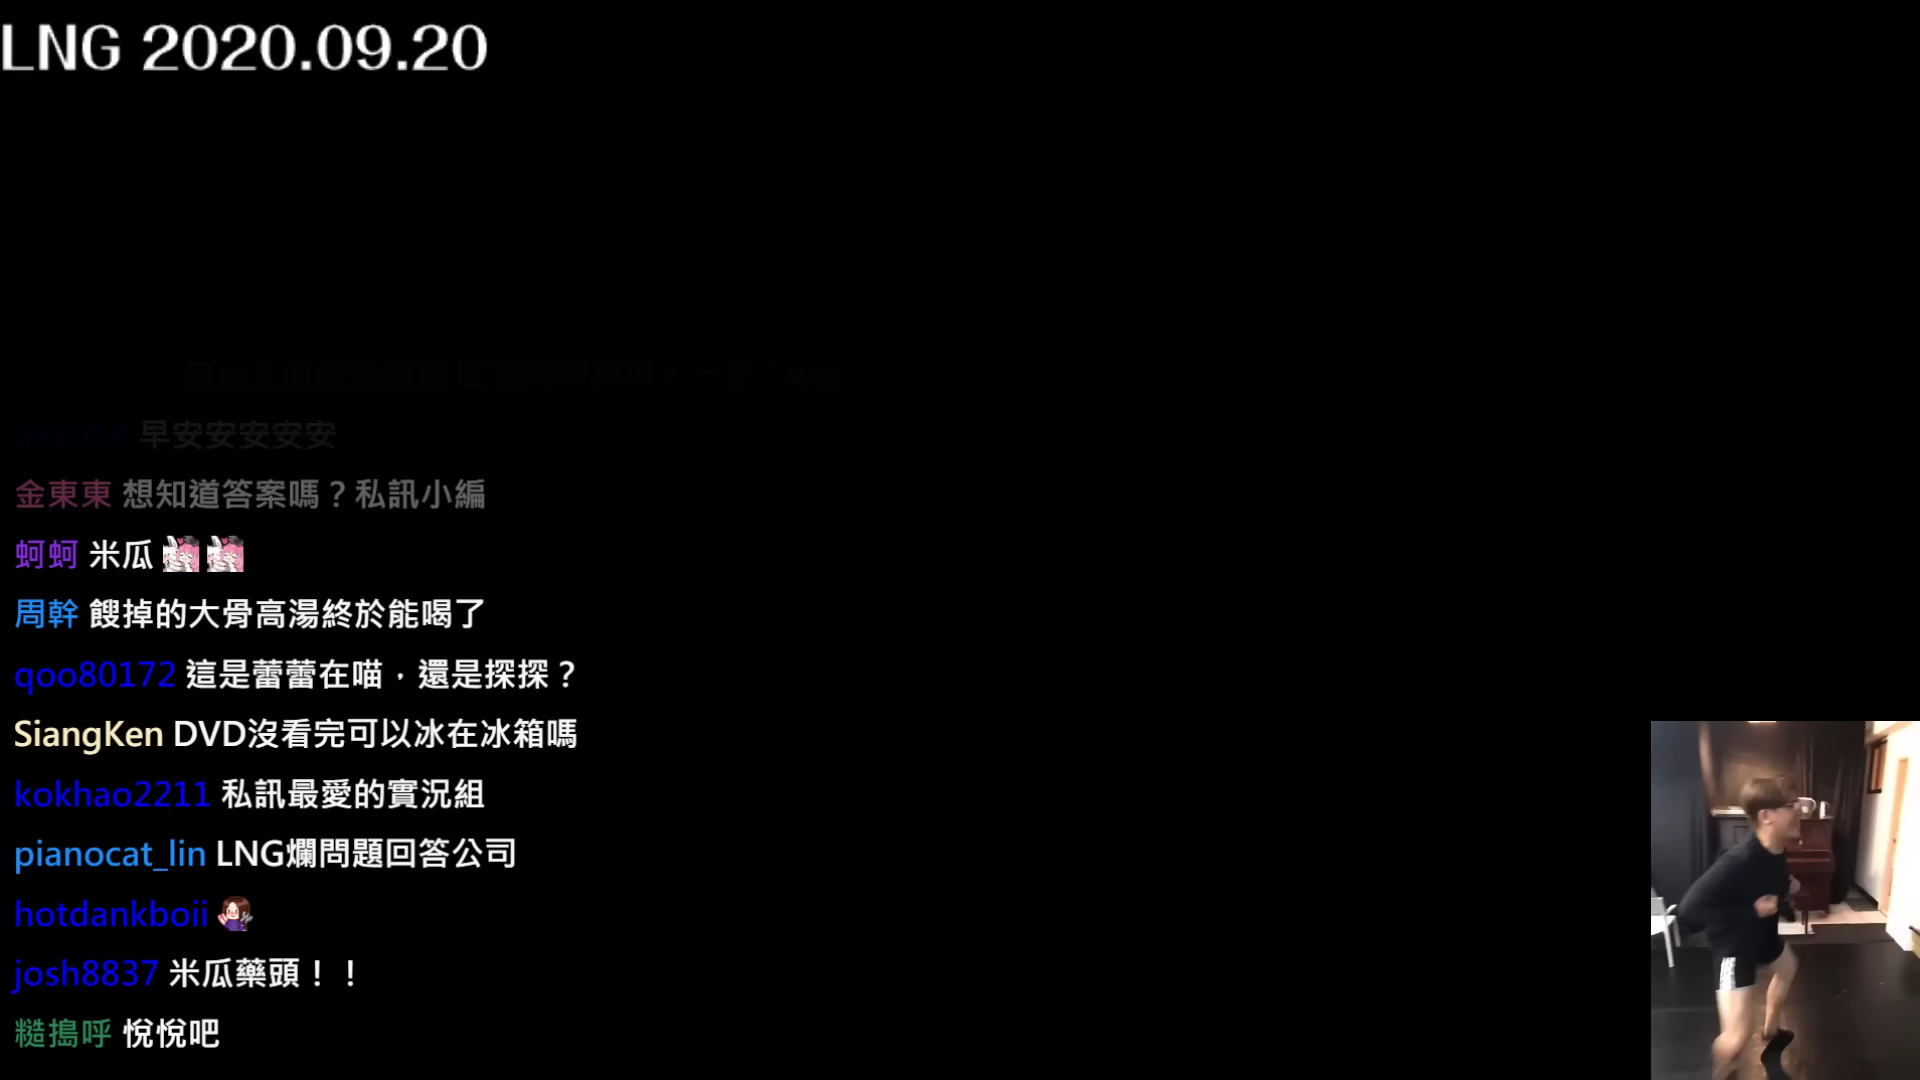 LNG 2020.09.20
早安安安安安
金東東 想知道答案嗎？私訊小編
蚵蚵 米瓜
周幹 餿掉的大骨高湯終於能喝了
qoo80172 這是蕾蕾在喵，還是探探？
SiangKen DVD沒看完可以冰在冰箱嗎
kokhao2211 私訊最愛的實況組
pianocat_lin LNG爛問題回答公司
hotdankboii
josh8837 米瓜藥頭！！
糙搗呼 悅悅吧